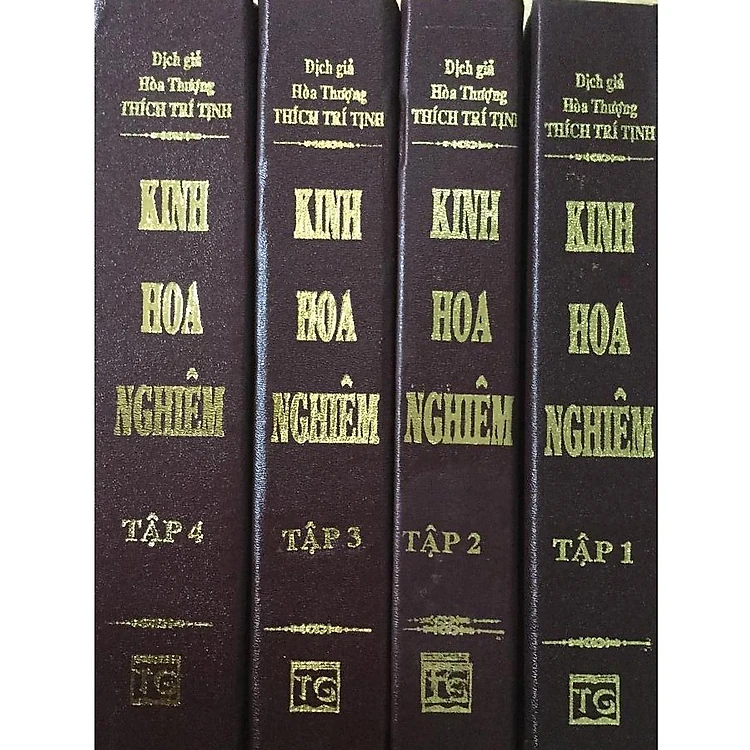 Dịch giả
Hòa Thượng
THÍCH TRÍ TỊNH
KINH
HOA
NGHIÊM
TẬP 4
TG
Dịch giả
Hòa Thượng
THÍCH TRÍ TỊNH
KINH
HOA
NGHIÊM
TẬP 3
TG
Dịch giả
Hòa Thượng
THÍCH TRÍ TỊNH
KINH
HOA
NGHIÊM
TẬP 2
TG
Dịch giả
Hòa Thượng
THÍCH TRÍ TỊNH
KINH
HOA
NGHIÊM
TẬP 1
TG